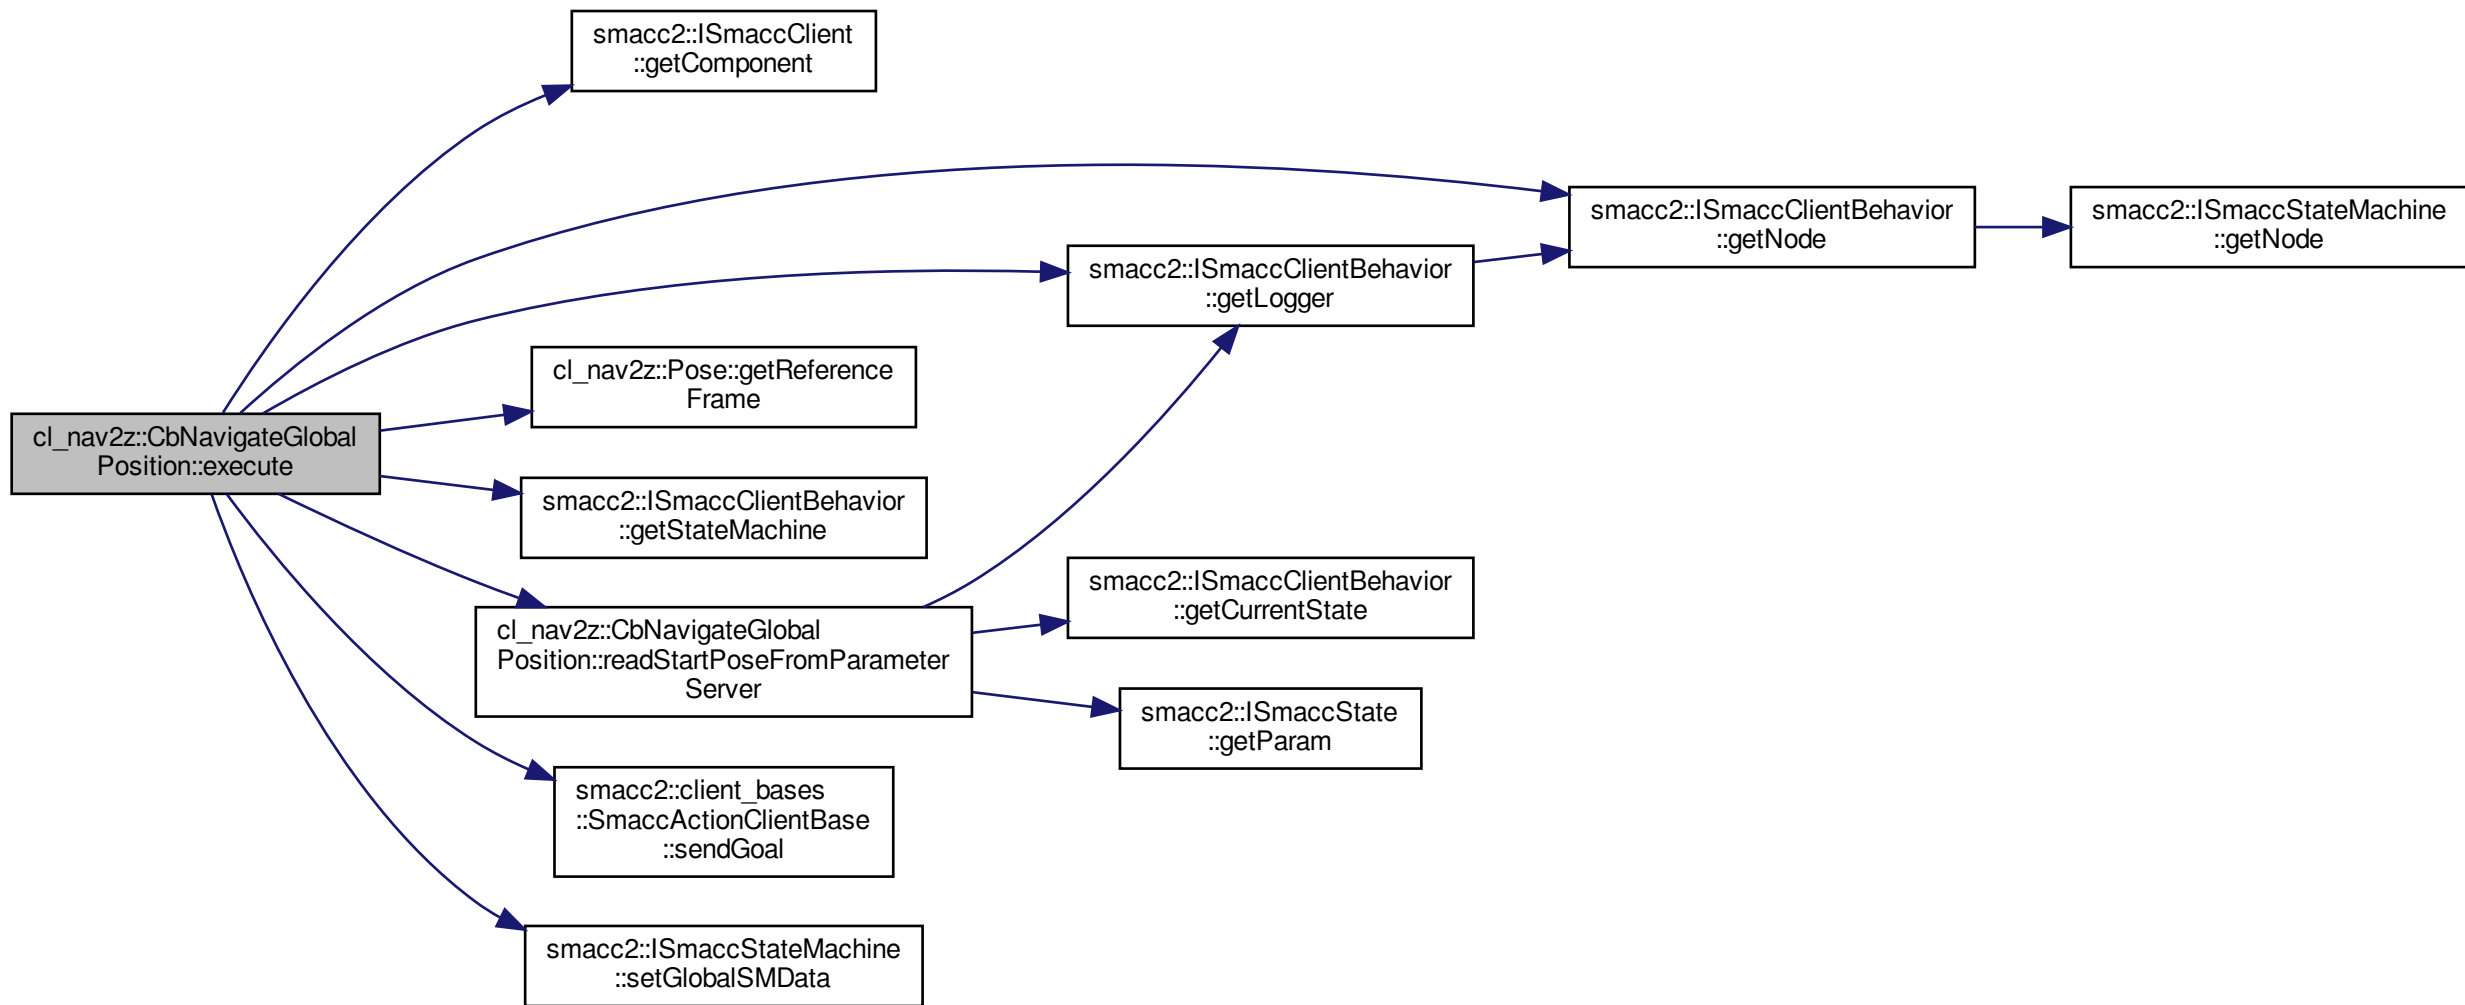 smacc2::ISmaccClient
::getComponent
smacc2::ISmaccClientBehavior
::getNode
smacc2::ISmaccStateMachine
::getNode
smacc2::ISmaccClientBehavior
::getLogger
cl_nav2z::Pose::getReference
Frame
cl_nav2z::CbNavigateGlobal
Position::execute
smacc2::ISmaccClientBehavior
::getStateMachine
smacc2::ISmaccClientBehavior
::getCurrentState
cl_nav2z::CbNavigateGlobal
Position::readStartPoseFromParameter
Server
smacc2::ISmaccState
::getParam
smacc2::client_bases
::SmaccActionClientBase
::sendGoal
smacc2::ISmaccStateMachine
::setGlobalSMData